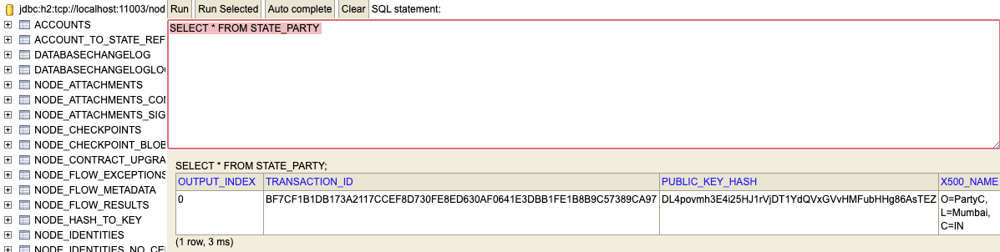 jdbc:h2:tcp://localhost:11003/nod
Run Run Selected Auto complete Clear SQL statement:
ACCOUNTS
ACCOUNT_TO_STATE_REF
DATABASECHANGELOG
DATABASECHANGELOGLO
NODE_ATTACHMENTS
NODE_ATTACHMENTS_CO
NODE_ATTACHMENTS_SIG
NODE_CHECKPOINTS
NODE_CHECKPOINT_BLOB
NODE_CONTRACT_UPGRA
NODE_FLOW_EXCEPTIONS
NODE_FLOW_METADATA
NODE_FLOW_RESULTS
NODE_HASH_TO_KEY
NODE_IDENTITIES
NODE_IDENTITIES_NO_CE
SELECT * FROM STATE_PARTY
SELECT * FROM STATE_PARTY;
OUTPUT_INDEX TRANSACTION_ID PUBLIC_KEY_HASH X500_NAME
0 BF7CF1B1DB173A2117CCEF8D730FE8ED630AF0641E3DBB1FE1B8B9C57389CA97 DL4povmh3E4i25HJ1rVjDT1YdQVxGVvHMFubHHg86AsTEZ O=PartyC,
L=Mumbai,
C=IN
(1 row, 3 ms)